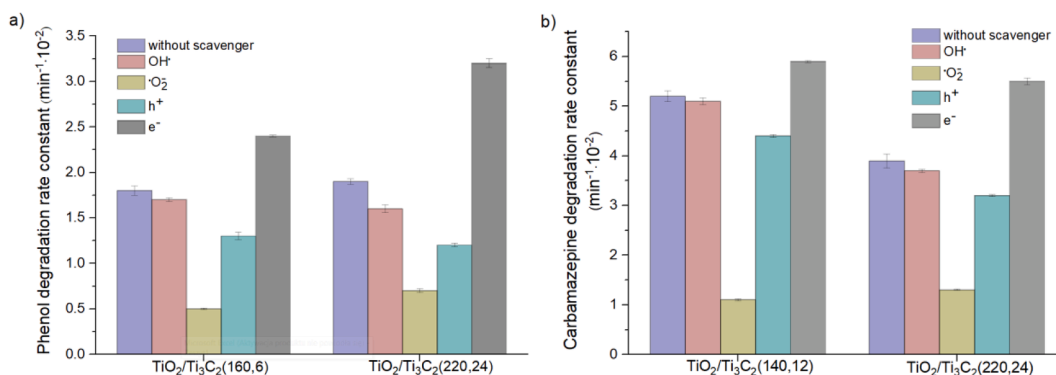 a)
Phenol degradation rate constant (min⁻¹·10⁻²)
3.5
3.0
2.5
2.0
1.5
1.0
0.5
0.0
without scavenger
OH·
·O₂⁻
h⁺
e⁻
TiO₂/Ti₃C₂(160,6)
TiO₂/Ti₃C₂(220,24)
b)
Carbamazepine degradation rate constant
(min⁻¹·10⁻²)
6
5
4
3
2
1
0
without scavenger
OH·
·O₂⁻
h⁺
e⁻
TiO₂/Ti₃C₂(140,12)
TiO₂/Ti₃C₂(220,24)